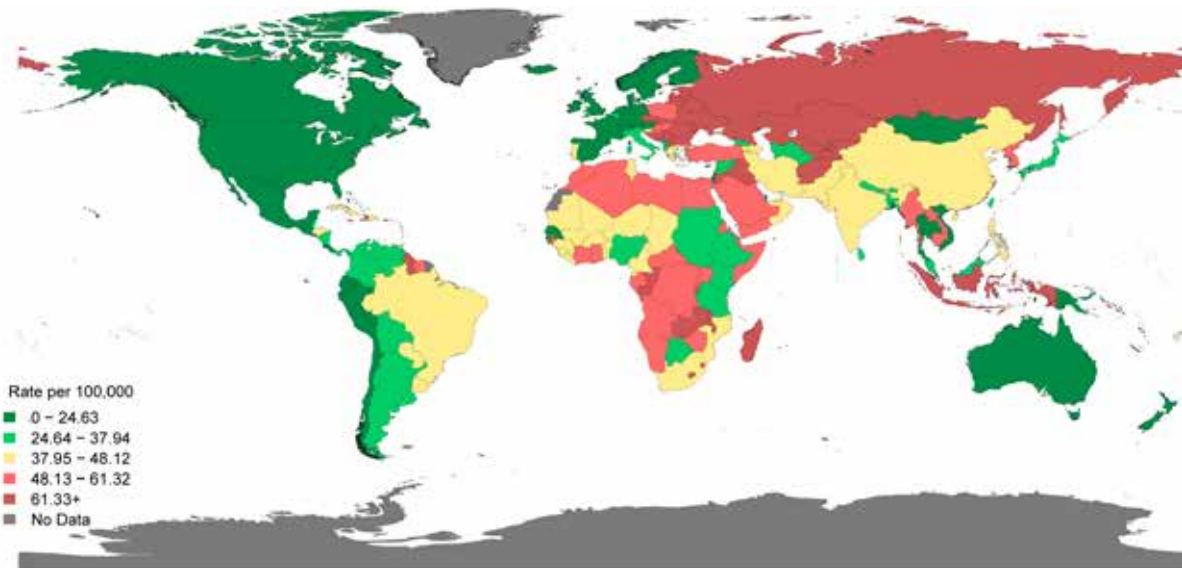 Rate per 100,000
0 – 24.63
24.64 – 37.94
37.95 – 48.12
48.13 – 61.32
61.33+
No Data